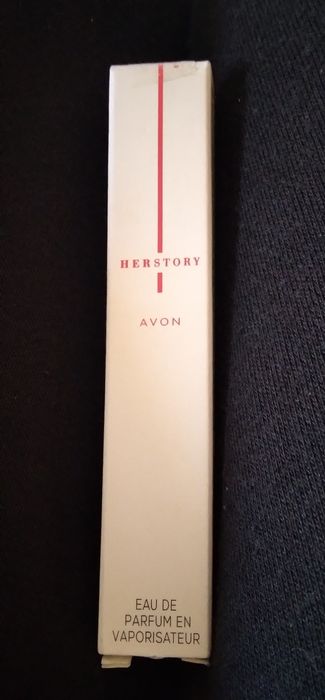 HERSTORY
AVON
EAU DE
PARFUM EN
VAPORISATEUR